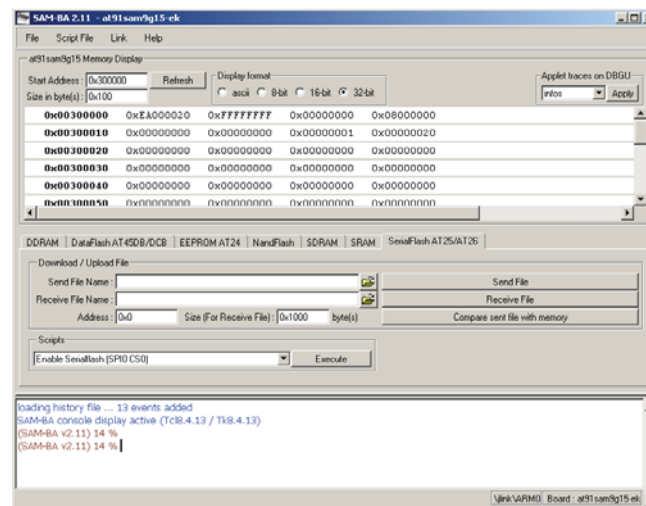 SAM-BA 2.11 - at91sam9g15-ek
File Script File Link Help
at91sam9g15 Memory Display
Start Address : 0x300000 Refresh Display format Applet traces on DBGU
Size in byte(s) : 0x100 ascii 8-bit 16-bit 32-bit infos Apply
0x00300000 0xEA000020 0xFFFFFFFF 0x00000000 0x08000000
0x00300010 0x00000000 0x00000000 0x00000001 0x00000020
0x00300020 0x00000000 0x00000000 0x00000000 0x00000000
0x00300030 0x00000000 0x00000000 0x00000000 0x00000000
0x00300040 0x00000000 0x00000000 0x00000000 0x00000000
0x00300050 0x00000000 0x00000000 0x00000000 0x00000000
DDRAM DataFlash AT45DB/DCB EEPROM AT24 NandFlash SDRAM SRAM SerialFlash AT25/AT26
Download / Upload File
Send File Name : Send File
Receive File Name : Receive File
Address : 0x0 Size (For Receive File) : 0x1000 byte(s) Compare sent file with memory
Scripts
Enable Serialflash (SPI0 CS0) Execute
loading history file ... 13 events added
SAM-BA console display active (Tcl8.4.13 / Tk8.4.13)
(SAM-BA v2.11) 14 %
(SAM-BA v2.11) 14 %
\jlink\ARM0 Board : at91sam9g15-ek